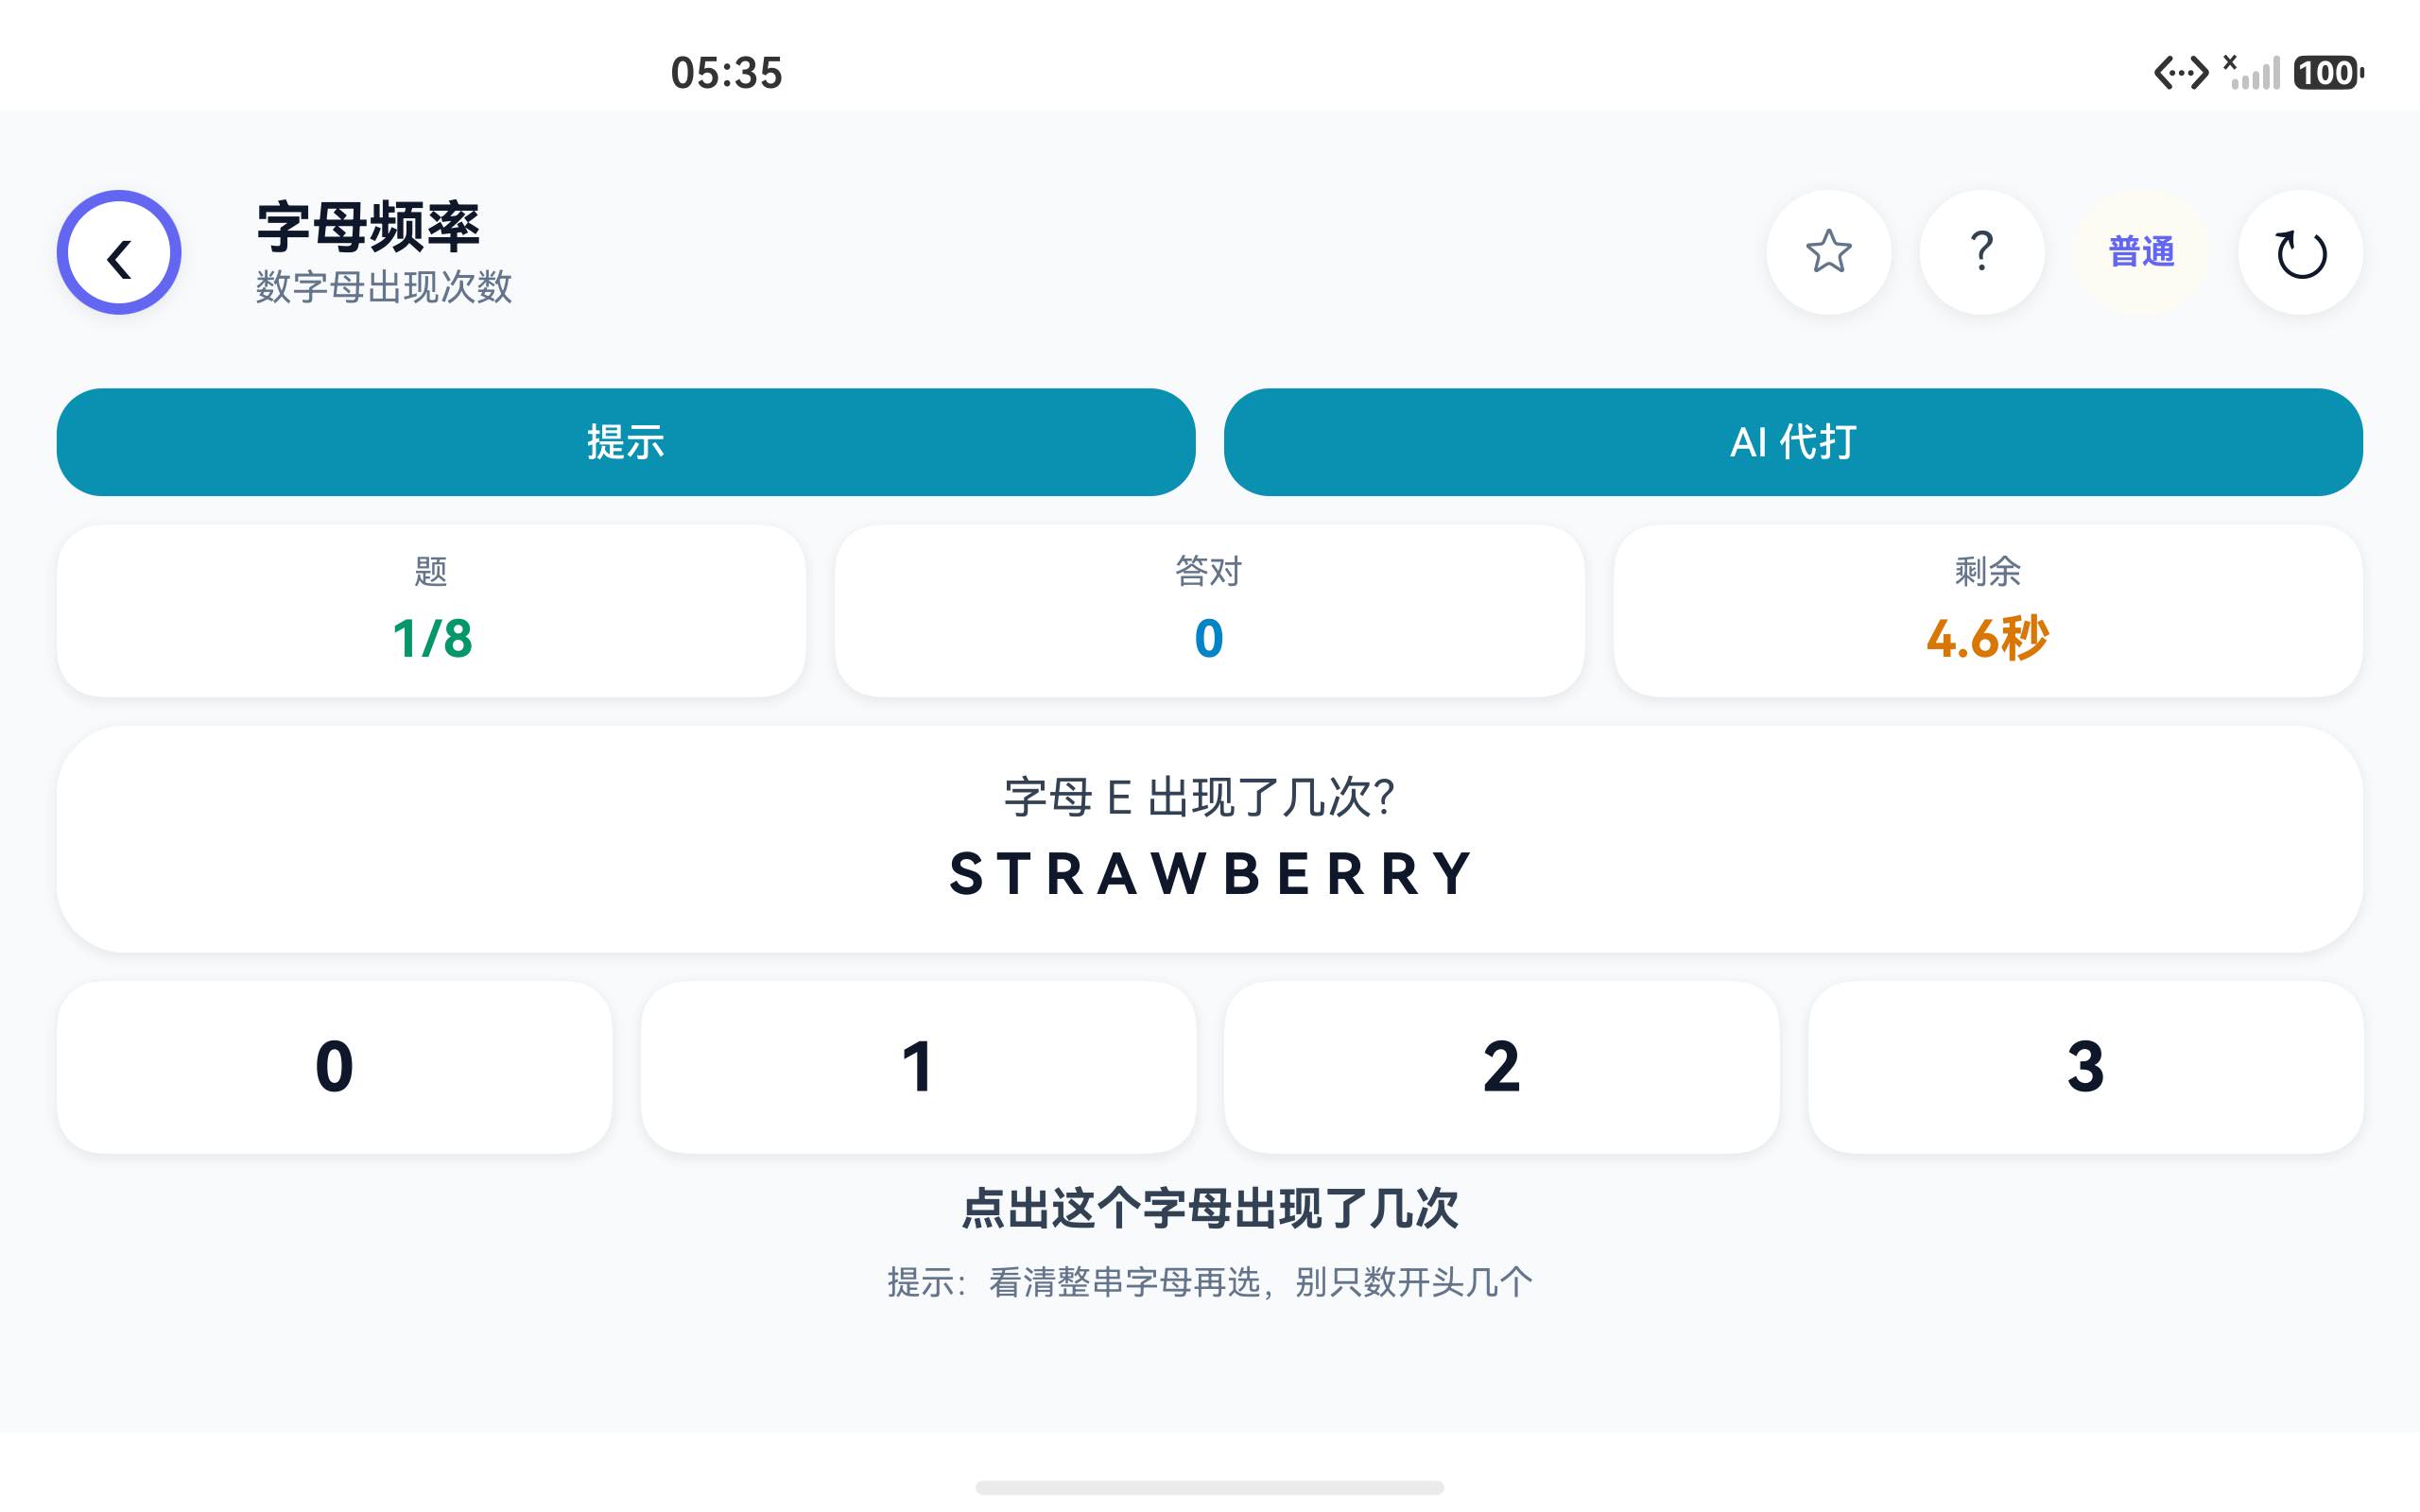 05:35
100
字母频率
数字母出现次数
?
普通
提示
AI 代打
题
1/8
答对
0
剩余
4.6秒
字母 E 出现了几次?
STRAWBERRY
0
1
2
3
点出这个字母出现了几次
提示：看清整串字母再选，别只数开头几个